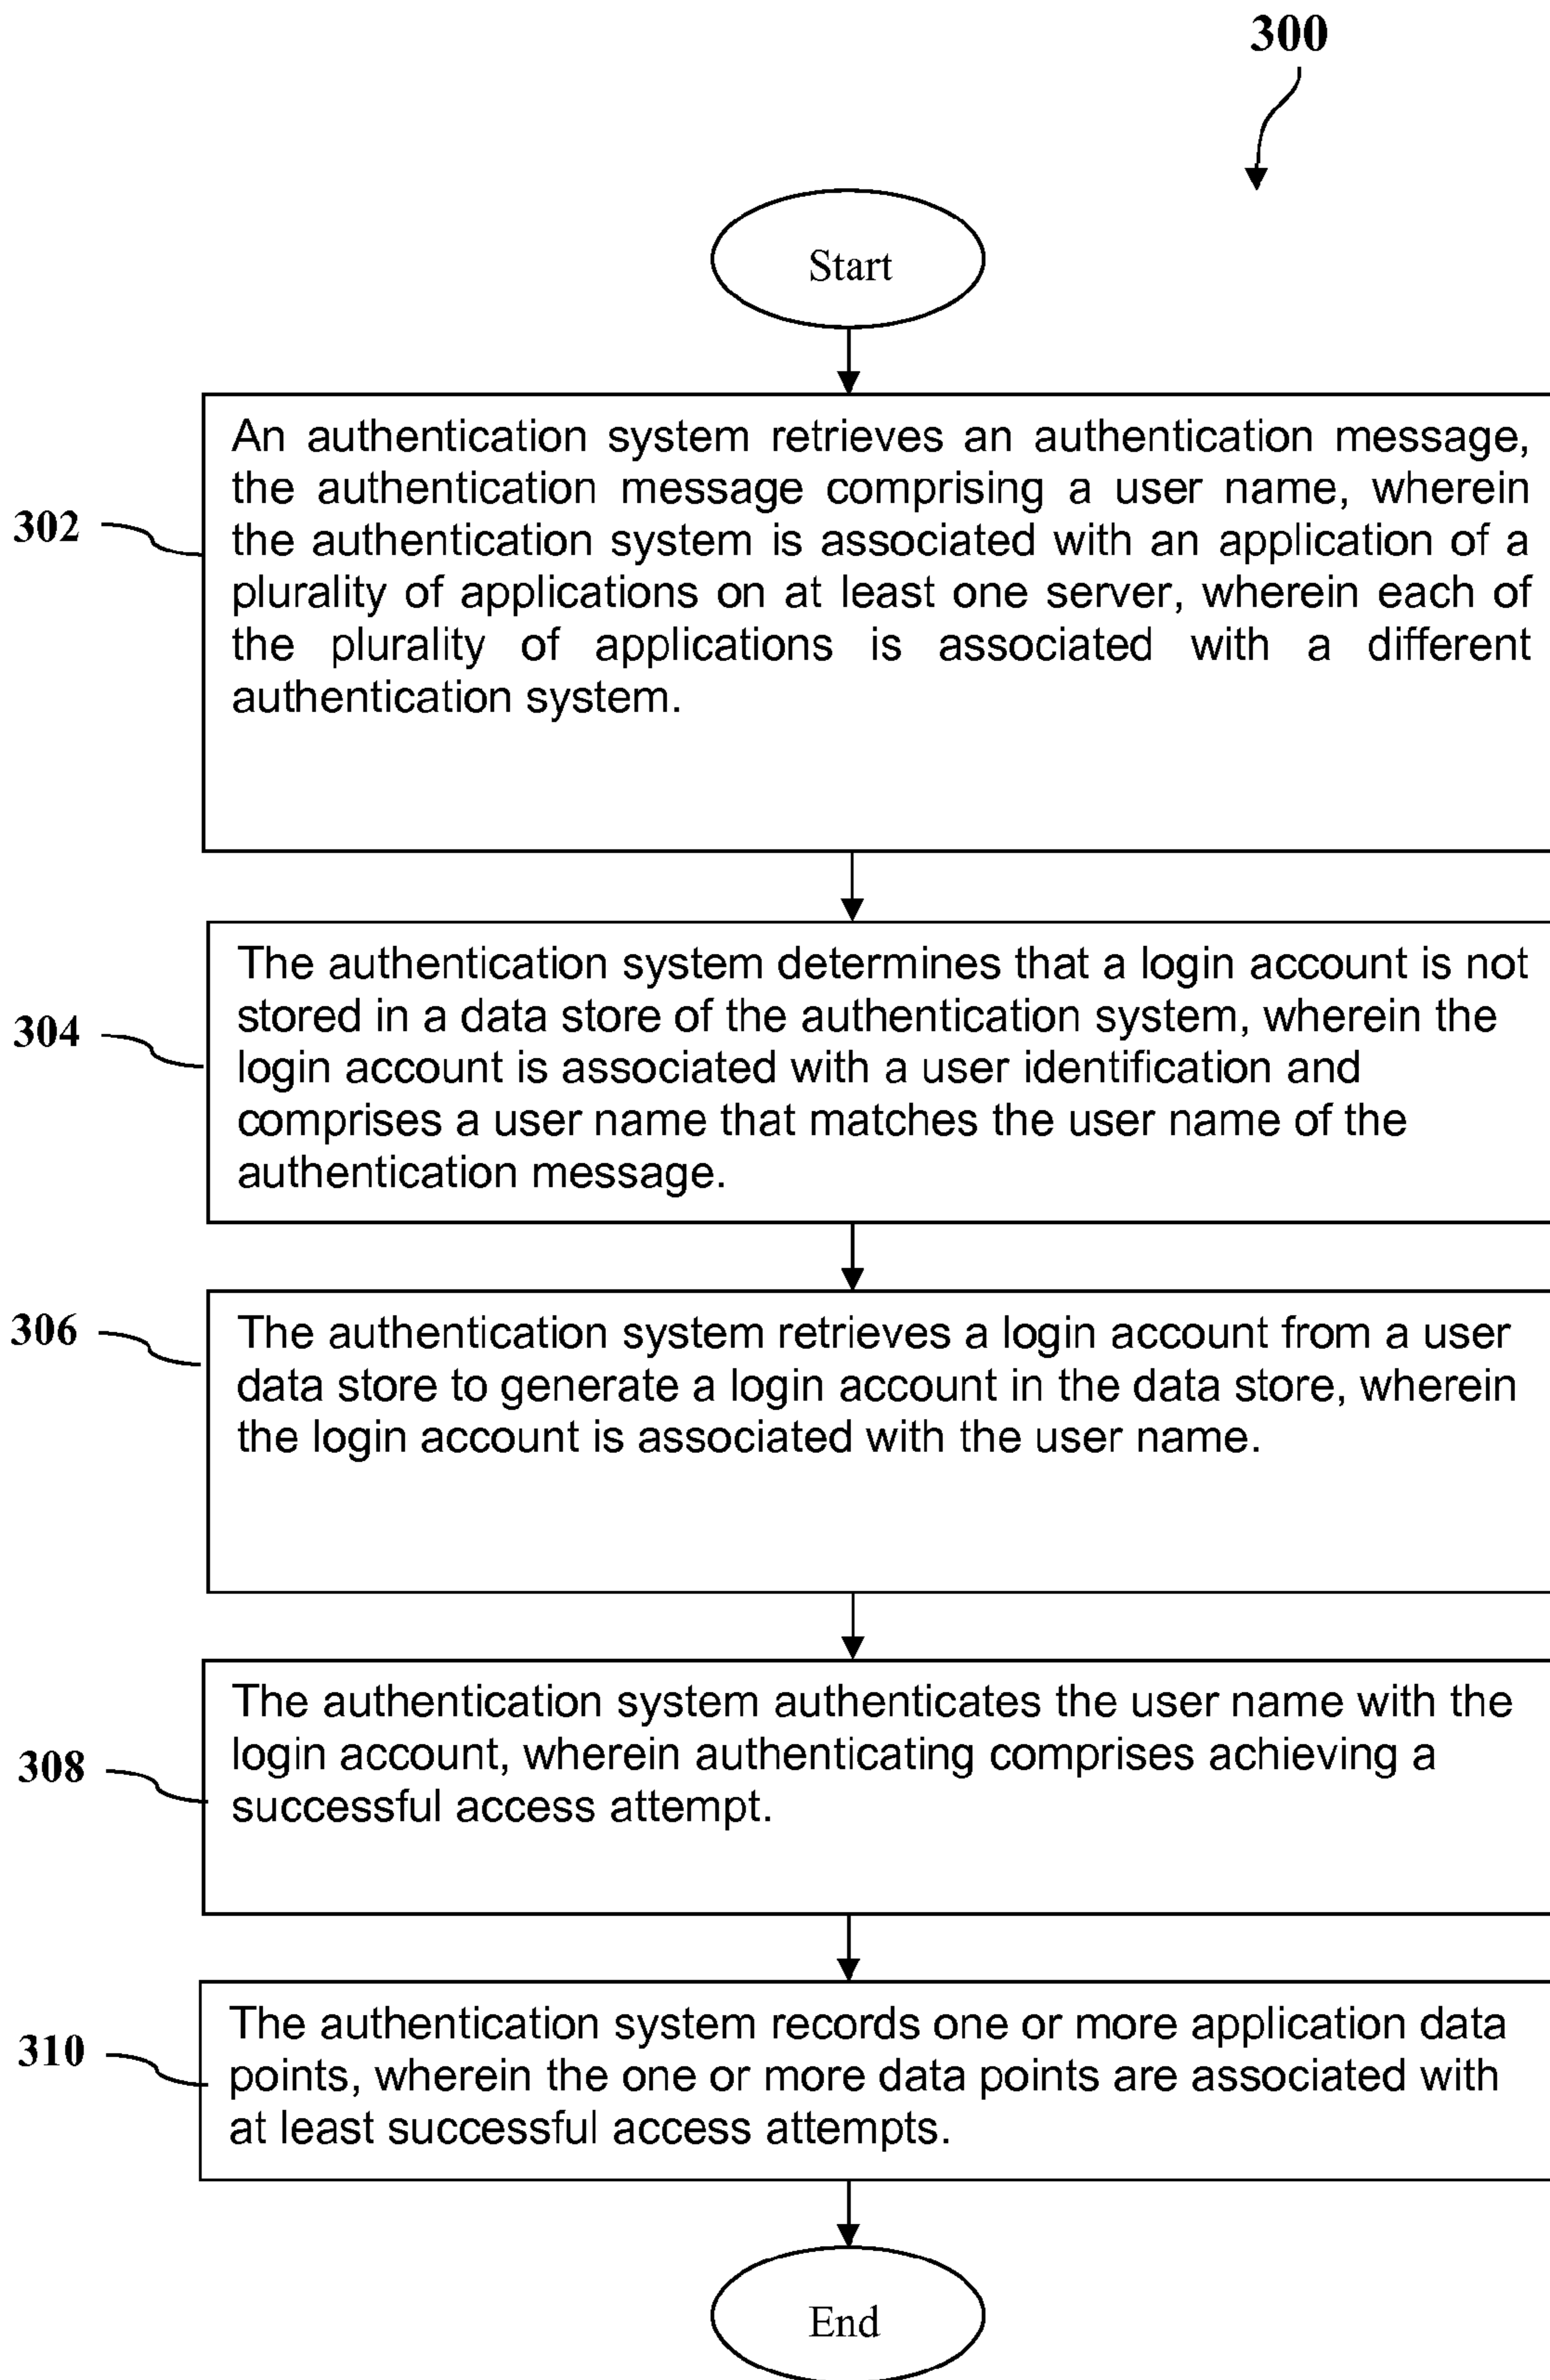 300
Start
302
An authentication system retrieves an authentication message,
the authentication message comprising a user name, wherein
the authentication system is associated with an application of a
plurality of applications on at least one server, wherein each of
the plurality of applications is associated with a different
authentication system.
304
The authentication system determines that a login account is not
stored in a data store of the authentication system, wherein the
login account is associated with a user identification and
comprises a user name that matches the user name of the
authentication message.
306
The authentication system retrieves a login account from a user
data store to generate a login account in the data store, wherein
the login account is associated with the user name.
308
The authentication system authenticates the user name with the
login account, wherein authenticating comprises achieving a
successful access attempt.
310
The authentication system records one or more application data
points, wherein the one or more data points are associated with
at least successful access attempts.
End